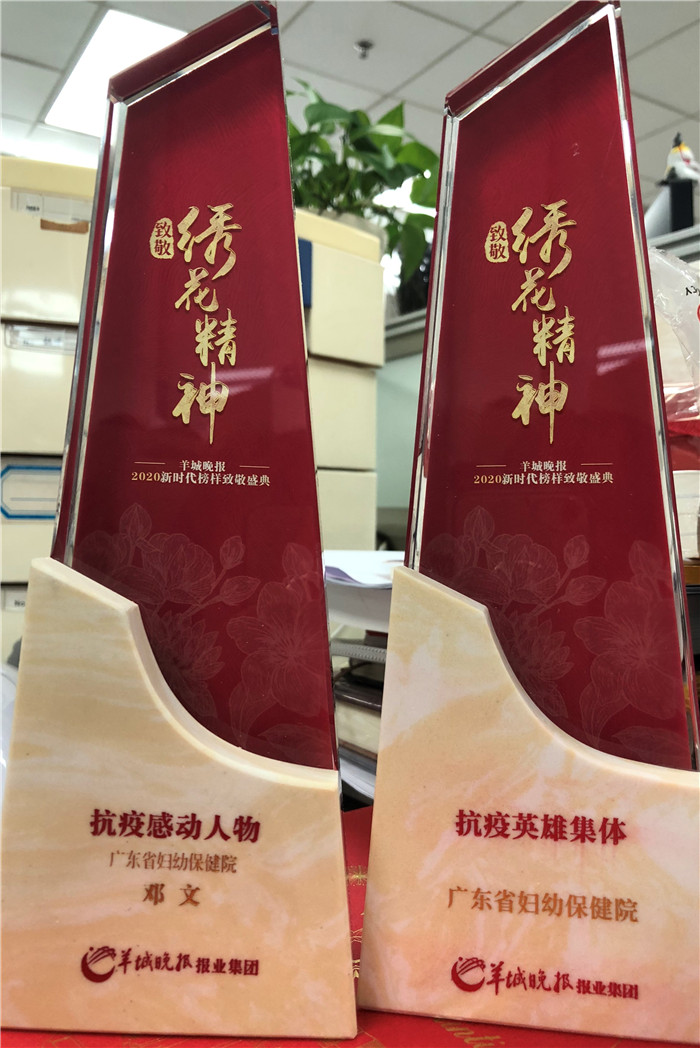 致敬
绣花精神
羊城晚报
2020新时代榜样致敬盛典
抗疫感动人物
广东省妇幼保健院
邓文
羊城晚报报业集团
致敬
绣花精神
羊城晚报
2020新时代榜样致敬盛典
抗疫英雄集体
广东省妇幼保健院
羊城晚报报业集团